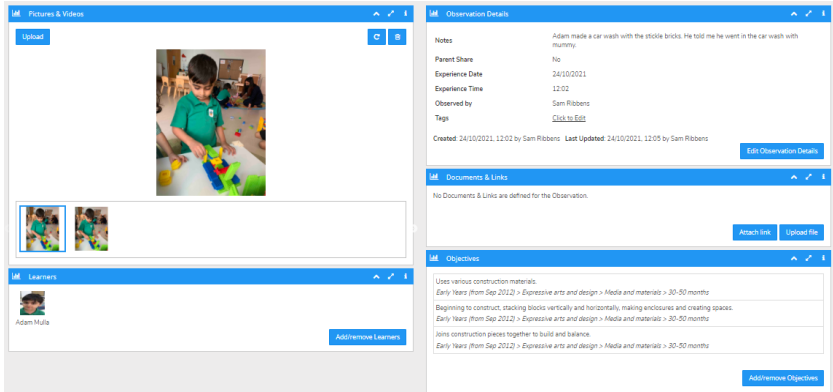 Pictures & Videos
Upload
Learners
Adam Mulla
Add/remove Learners
Observation Details
Notes
Adam made a car wash with the stickle bricks. He told me he went in the car wash with
mummy.
Parent Share
No
Experience Date
24/10/2021
Experience Time
12:02
Observed by
Sam Ribbens
Tags
Click to Edit
Created: 24/10/2021, 12:02 by Sam Ribbens Last Updated: 24/10/2021, 12:05 by Sam Ribbens
Edit Observation Details
Documents & Links
No Documents & Links are defined for the Observation.
Attach link
Upload file
Objectives
Uses various construction materials.
Early Years (from Sep 2012) > Expressive arts and design > Media and materials > 30-50 months
Beginning to construct, stacking blocks vertically and horizontally, making enclosures and creating spaces.
Early Years (from Sep 2012) > Expressive arts and design > Media and materials > 30-50 months
Joins construction pieces together to build and balance.
Early Years (from Sep 2012) > Expressive arts and design > Media and materials > 30-50 months
Add/remove Objectives